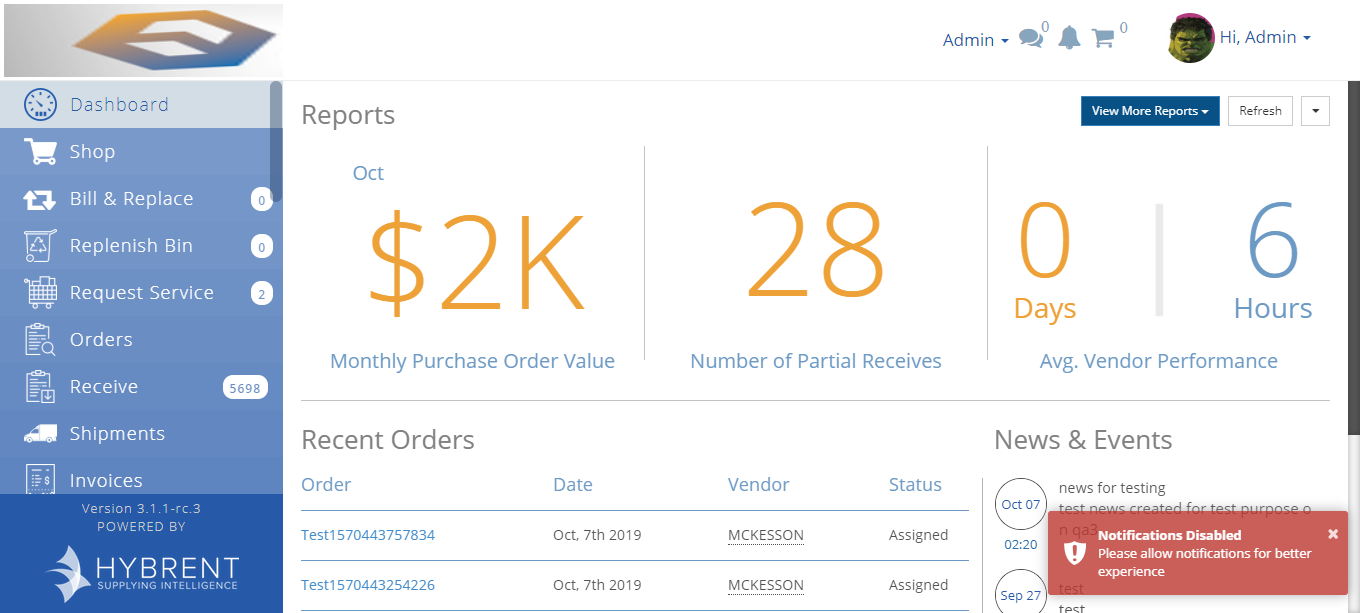 Admin
0
0
Hi, Admin
Dashboard
Shop
Bill & Replace 0
Replenish Bin 0
Request Service 2
Orders
Receive 5698
Shipments
Invoices
Version 3.1.1-rc.3
POWERED BY
HYBRENT
SUPPLYING INTELLIGENCE
Reports
View More Reports
Refresh
Oct
$2K
Monthly Purchase Order Value
28
Number of Partial Receives
0
Days
6
Hours
Avg. Vendor Performance
Recent Orders
Order Date Vendor Status
Test1570443757834 Oct, 7th 2019 MCKESSON Assigned
Test1570443254226 Oct, 7th 2019 MCKESSON Assigned
News & Events
Oct 07
02:20
news for testing
test news created for test purpose o
n qa3
Sep 27
test
test
Notifications Disabled
Please allow notifications for better
experience